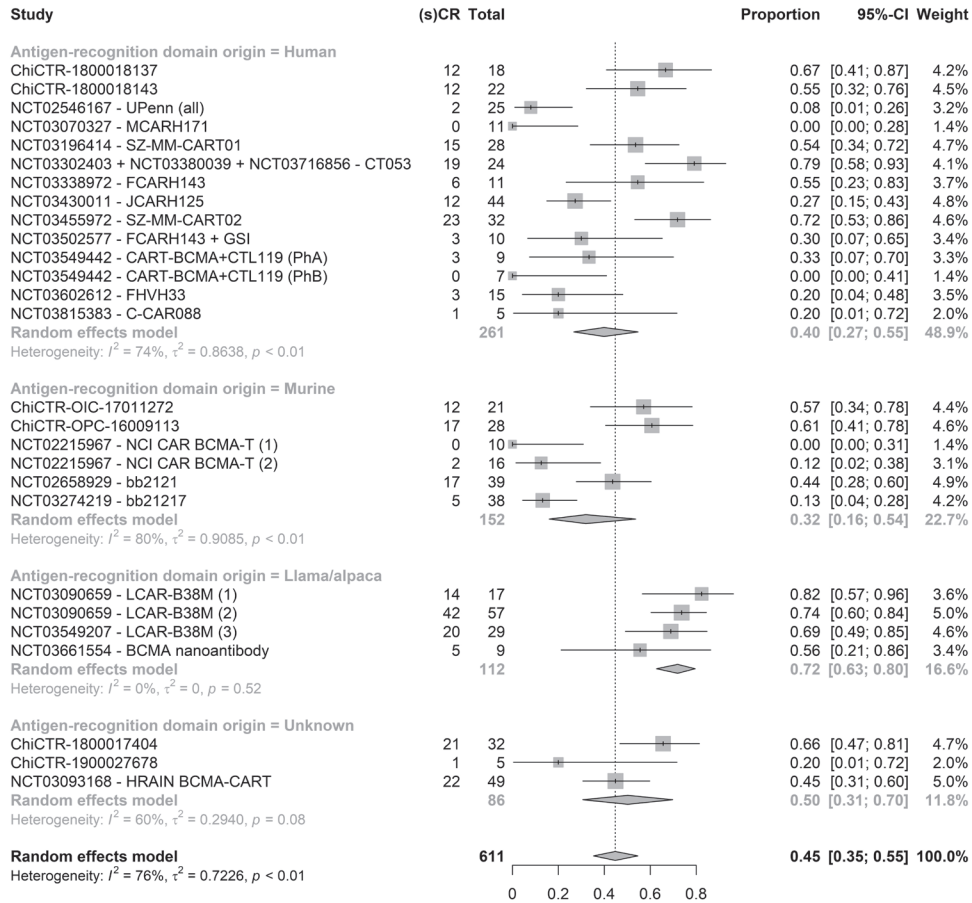 Study (s)CR Total Proportion 95%-CI Weight
Antigen-recognition domain origin = Human
ChiCTR-1800018137 12 18 0.67 [0.41; 0.87] 4.2%
ChiCTR-1800018143 12 22 0.55 [0.32; 0.76] 4.5%
NCT02546167 - UPenn (all) 2 25 0.08 [0.01; 0.26] 3.2%
NCT03070327 - MCARH171 0 11 0.00 [0.00; 0.28] 1.4%
NCT03196414 - SZ-MM-CART01 15 28 0.54 [0.34; 0.72] 4.7%
NCT03302403 + NCT03380039 + NCT03716856 - CT053 19 24 0.79 [0.58; 0.93] 4.1%
NCT03338972 - FCARH143 6 11 0.55 [0.23; 0.83] 3.7%
NCT03430011 - JCARH125 12 44 0.27 [0.15; 0.43] 4.8%
NCT03455972 - SZ-MM-CART02 23 32 0.72 [0.53; 0.86] 4.6%
NCT03502577 - FCARH143 + GSI 3 10 0.30 [0.07; 0.65] 3.4%
NCT03549442 - CART-BCMA+CTL119 (PhA) 3 9 0.33 [0.07; 0.70] 3.3%
NCT03549442 - CART-BCMA+CTL119 (PhB) 0 7 0.00 [0.00; 0.41] 1.4%
NCT03602612 - FHVH33 3 15 0.20 [0.04; 0.48] 3.5%
NCT03815383 - C-CAR088 1 5 0.20 [0.01; 0.72] 2.0%
Random effects model 261 0.40 [0.27; 0.55] 48.9%
Heterogeneity: I² = 74%, τ² = 0.8638, p < 0.01
Antigen-recognition domain origin = Murine
ChiCTR-OIC-17011272 12 21 0.57 [0.34; 0.78] 4.4%
ChiCTR-OPC-16009113 17 28 0.61 [0.41; 0.78] 4.6%
NCT02215967 - NCI CAR BCMA-T (1) 0 10 0.00 [0.00; 0.31] 1.4%
NCT02215967 - NCI CAR BCMA-T (2) 2 16 0.12 [0.02; 0.38] 3.1%
NCT02658929 - bb2121 17 39 0.44 [0.28; 0.60] 4.9%
NCT03274219 - bb21217 5 38 0.13 [0.04; 0.28] 4.2%
Random effects model 152 0.32 [0.16; 0.54] 22.7%
Heterogeneity: I² = 80%, τ² = 0.9085, p < 0.01
Antigen-recognition domain origin = Llama/alpaca
NCT03090659 - LCAR-B38M (1) 14 17 0.82 [0.57; 0.96] 3.6%
NCT03090659 - LCAR-B38M (2) 42 57 0.74 [0.60; 0.84] 5.0%
NCT03549207 - LCAR-B38M (3) 20 29 0.69 [0.49; 0.85] 4.6%
NCT03661554 - BCMA nanoantibody 5 9 0.56 [0.21; 0.86] 3.4%
Random effects model 112 0.72 [0.63; 0.80] 16.6%
Heterogeneity: I² = 0%, τ² = 0, p = 0.52
Antigen-recognition domain origin = Unknown
ChiCTR-1800017404 21 32 0.66 [0.47; 0.81] 4.7%
ChiCTR-1900027678 1 5 0.20 [0.01; 0.72] 2.0%
NCT03093168 - HRAIN BCMA-CART 22 49 0.45 [0.31; 0.60] 5.0%
Random effects model 86 0.50 [0.31; 0.70] 11.8%
Heterogeneity: I² = 60%, τ² = 0.2940, p = 0.08
Random effects model 611 0.45 [0.35; 0.55] 100.0%
Heterogeneity: I² = 76%, τ² = 0.7226, p < 0.01
0 0.2 0.4 0.6 0.8